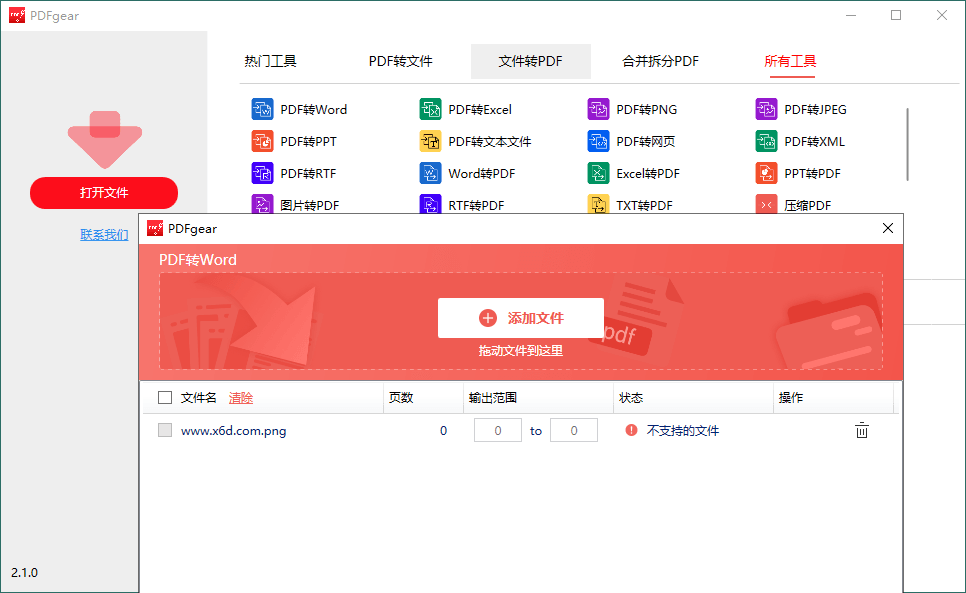 PDFgear
热门工具 PDF转文件 文件转PDF 合并拆分PDF 所有工具
PDF转Word PDF转Excel PDF转PNG PDF转JPEG
PDF转PPT PDF转文本文件 PDF转网页 PDF转XML
PDF转RTF Word转PDF Excel转PDF PPT转PDF
图片转PDF RTF转PDF TXT转PDF 压缩PDF
打开文件
联系我们
PDFgear
PDF转Word
添加文件
拖动文件到这里
pdf
文件名 清除 页数 输出范围 状态 操作
www.x6d.com.png 0 0 to 0 不支持的文件
2.1.0